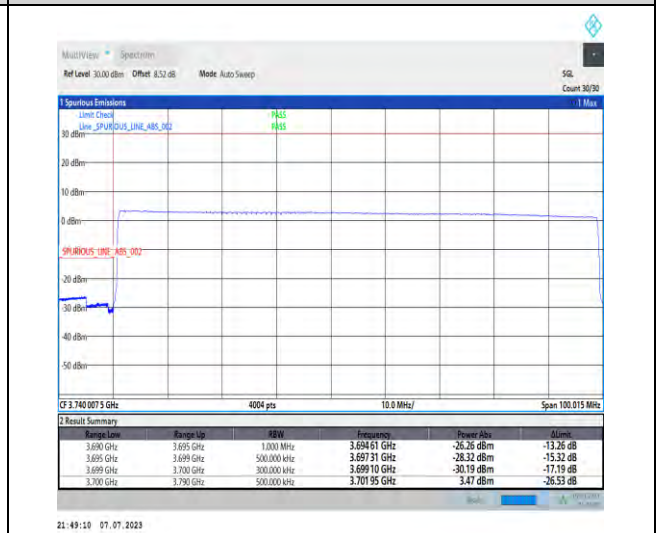 MultiView Spectrum
Ref Level 30.00 dBm Offset 8.52 dB Mode Auto Sweep SGL
Count 30/30
1 Spurious Emissions 1 Max
Limit Check PASS
Line _SPURIOUS_LINE_ABS_002 PASS
30 dBm
20 dBm
10 dBm
0 dBm
SPURIOUS_LINE_ABS_002
-20 dBm
-30 dBm
-40 dBm
-50 dBm
CF 3.740 007 5 GHz 4004 pts 10.0 MHz/ Span 100.015 MHz
2 Result Summary
Range Low Range Up RBW Frequency Power Abs ΔLimit
3.690 GHz 3.695 GHz 1.000 MHz 3.694 61 GHz -26.26 dBm -13.26 dB
3.695 GHz 3.699 GHz 500.000 kHz 3.697 31 GHz -28.32 dBm -15.32 dB
3.699 GHz 3.700 GHz 300.000 kHz 3.699 10 GHz -30.19 dBm -17.19 dB
3.700 GHz 3.790 GHz 500.000 kHz 3.701 95 GHz 3.47 dBm -26.53 dB
21:49:10 07.07.2023